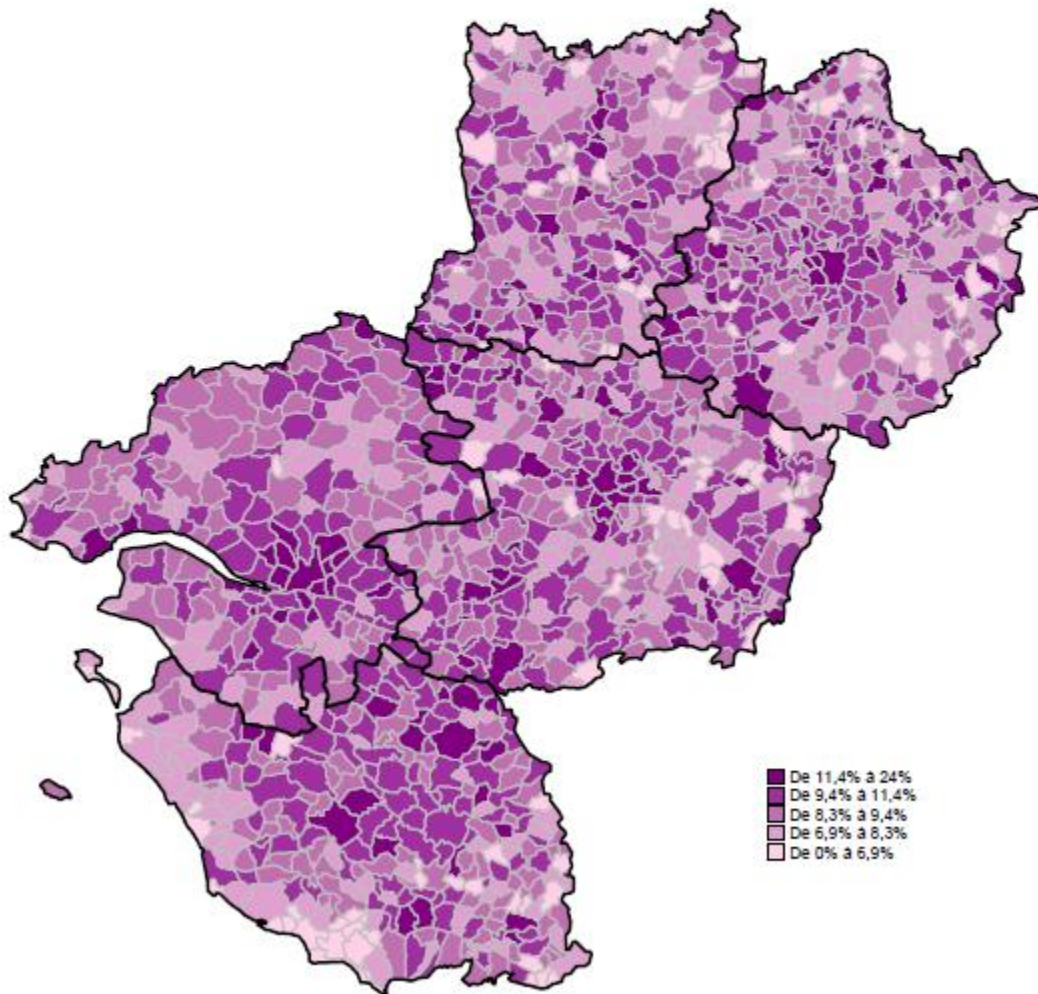 De 11,4% à 24%
De 9,4% à 11,4%
De 8,3% à 9,4%
De 6,9% à 8,3%
De 0% à 6,9%